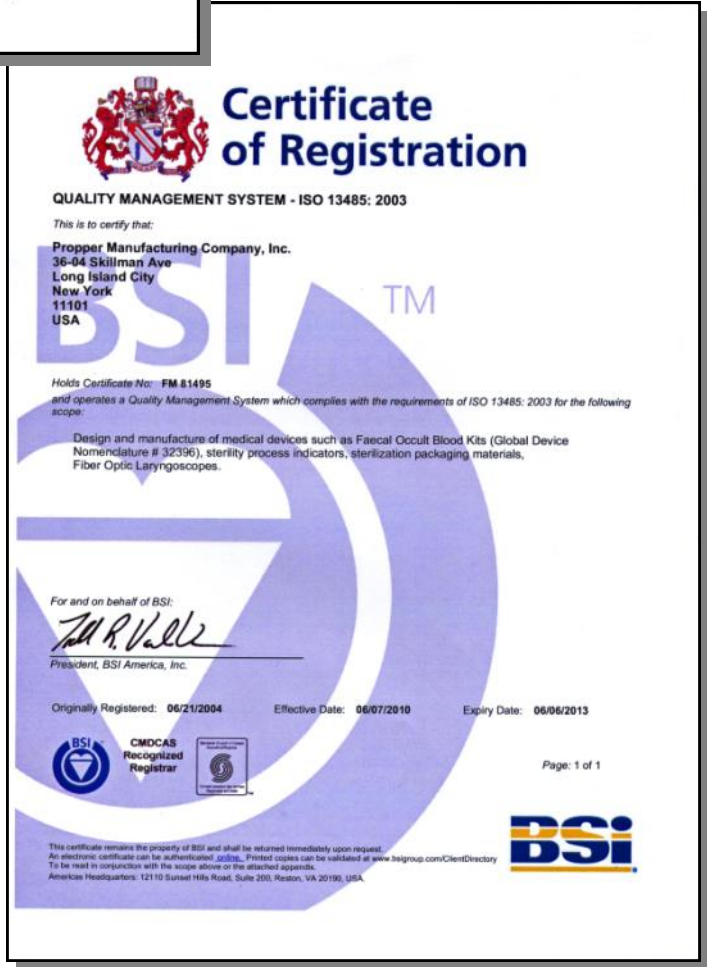 Certificate
of Registration
QUALITY MANAGEMENT SYSTEM - ISO 13485: 2003
This is to certify that:
Propper Manufacturing Company, Inc.
36-04 Skillman Ave
Long Island City
New York
11101
USA
BSI
TM
Holds Certificate No: FM 81495
and operates a Quality Management System which complies with the requirements of ISO 13485: 2003 for the following
scope:
Design and manufacture of medical devices such as Faecal Occult Blood Kits (Global Device
Nomenclature # 32396), sterility process indicators, sterilization packaging materials,
Fiber Optic Laryngoscopes.
For and on behalf of BSI:
President, BSI America, Inc.
Originally Registered: 06/21/2004 Effective Date: 06/07/2010 Expiry Date: 06/06/2013
BSI
CMDCAS
Recognized
Registrar
Page: 1 of 1
This certificate remains the property of BSI and shall be returned immediately upon request.
An electronic certificate can be authenticated online. Printed copies can be validated at www.bsigroup.com/ClientDirectory
To be read in conjunction with the scope above or the attached appendix.
Americas Headquarters: 12110 Sunset Hills Road, Suite 200, Reston, VA 20190, USA.
BSi